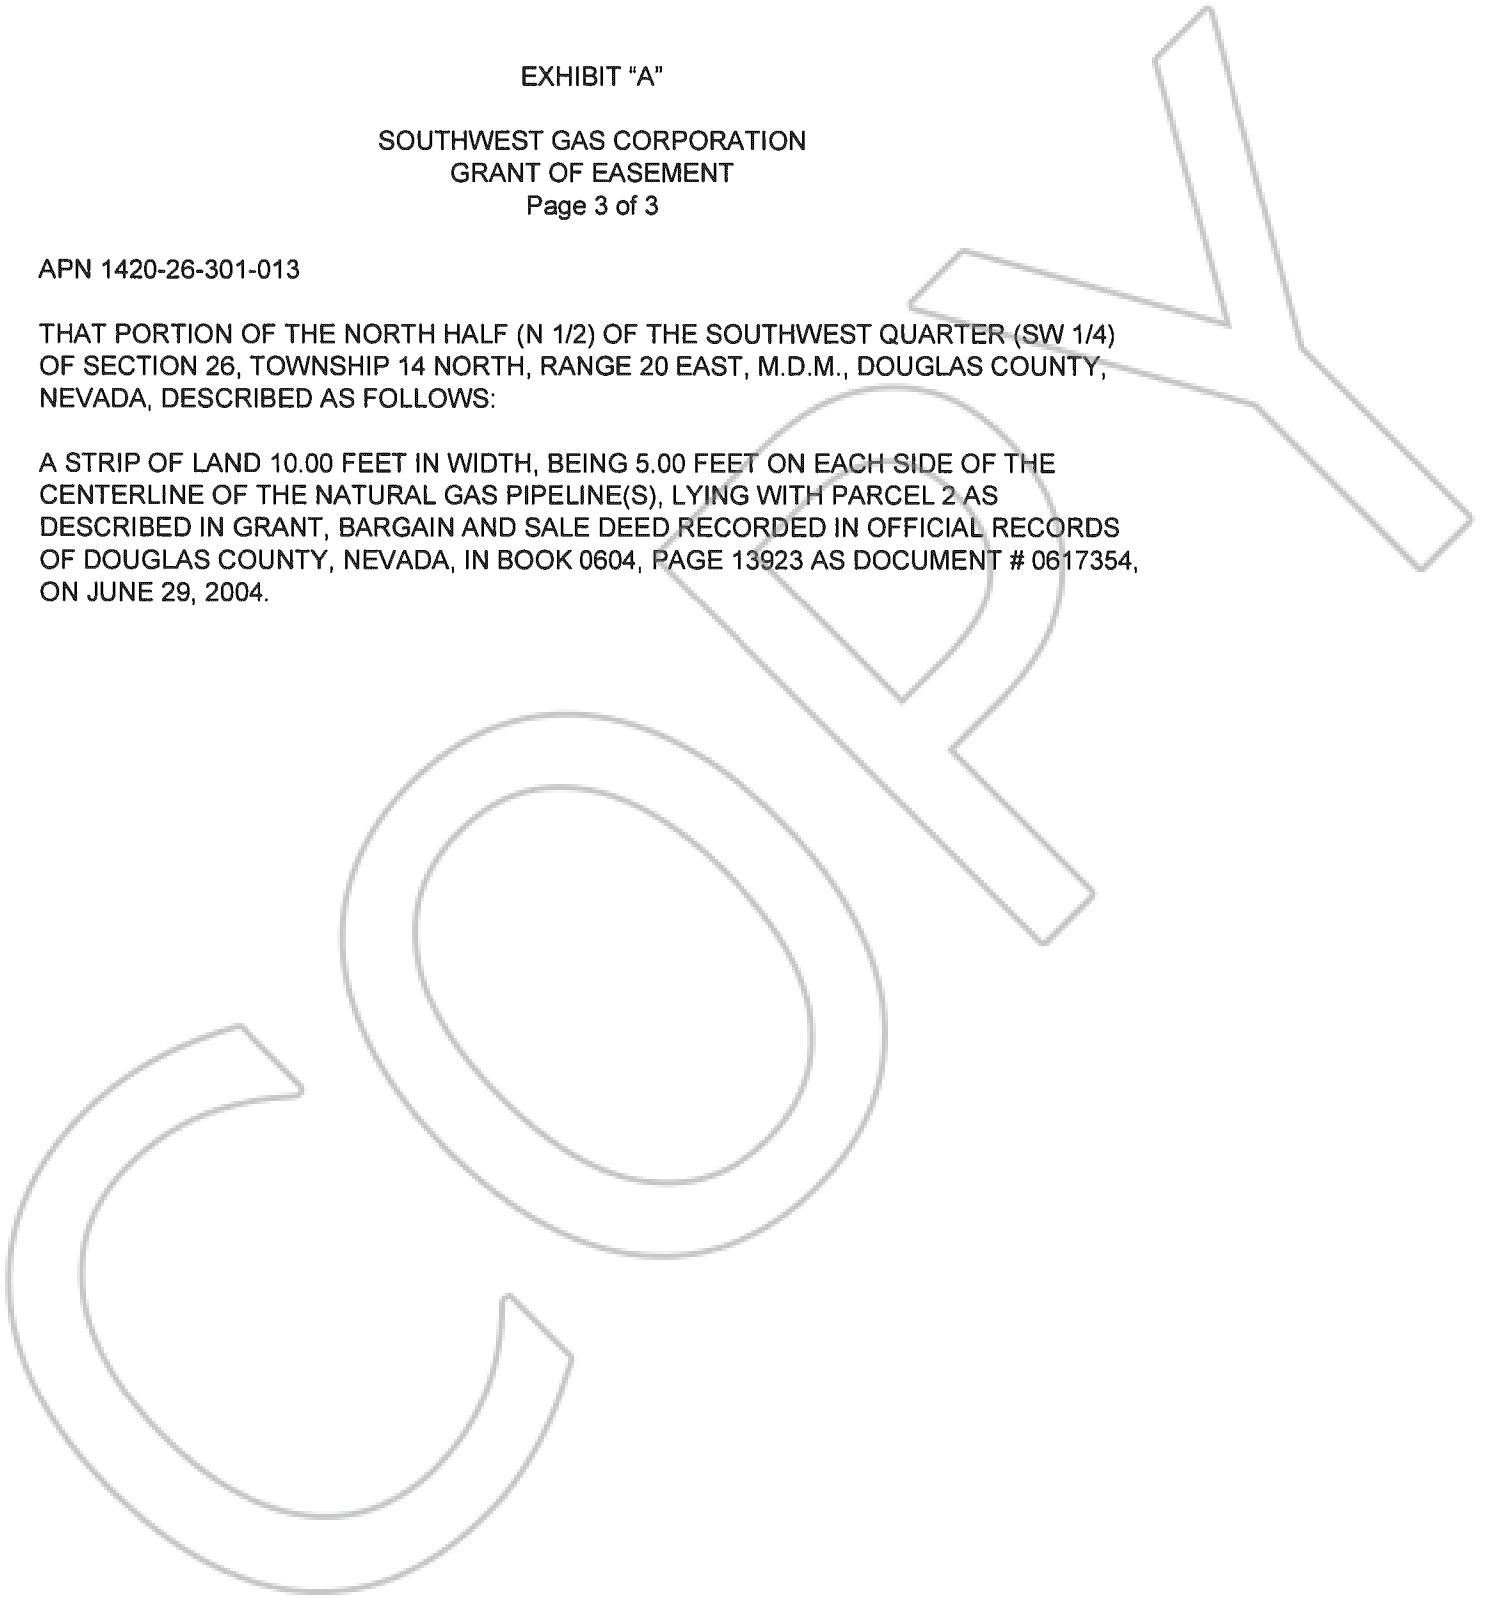 EXHIBIT “A”
SOUTHWEST GAS CORPORATION
GRANT OF EASEMENT
Page 3 of 3
APN 1420-26-301-013
THAT PORTION OF THE NORTH HALF (N 1/2) OF THE SOUTHWEST QUARTER (SW 1/4)
OF SECTION 26, TOWNSHIP 14 NORTH, RANGE 20 EAST, M.D.M., DOUGLAS COUNTY,
NEVADA, DESCRIBED AS FOLLOWS:
A STRIP OF LAND 10.00 FEET IN WIDTH, BEING 5.00 FEET ON EACH SIDE OF THE
CENTERLINE OF THE NATURAL GAS PIPELINE(S), LYING WITH PARCEL 2 AS
DESCRIBED IN GRANT, BARGAIN AND SALE DEED RECORDED IN OFFICIAL RECORDS
OF DOUGLAS COUNTY, NEVADA, IN BOOK 0604, PAGE 13923 AS DOCUMENT # 0617354,
ON JUNE 29, 2004.
COPY